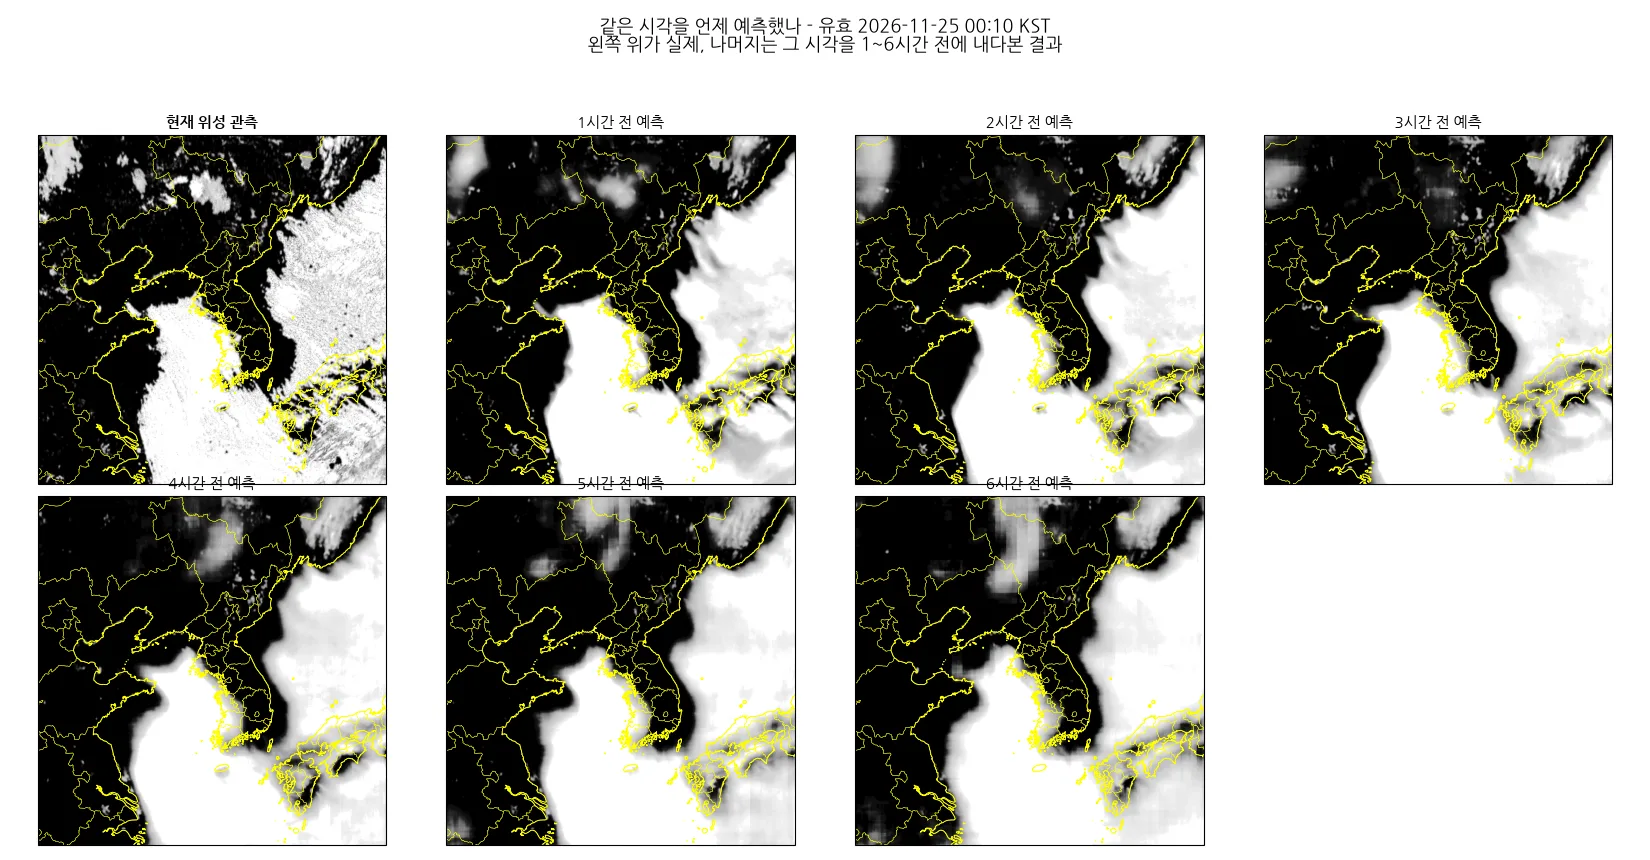 같은 시각을 언제 예측했나 - 유효 2026-11-25 00:10 KST
왼쪽 위가 실제, 나머지는 그 시각을 1~6시간 전에 내다본 결과
현재 위성 관측
1시간 전 예측
2시간 전 예측
3시간 전 예측
4시간 전 예측
5시간 전 예측
6시간 전 예측